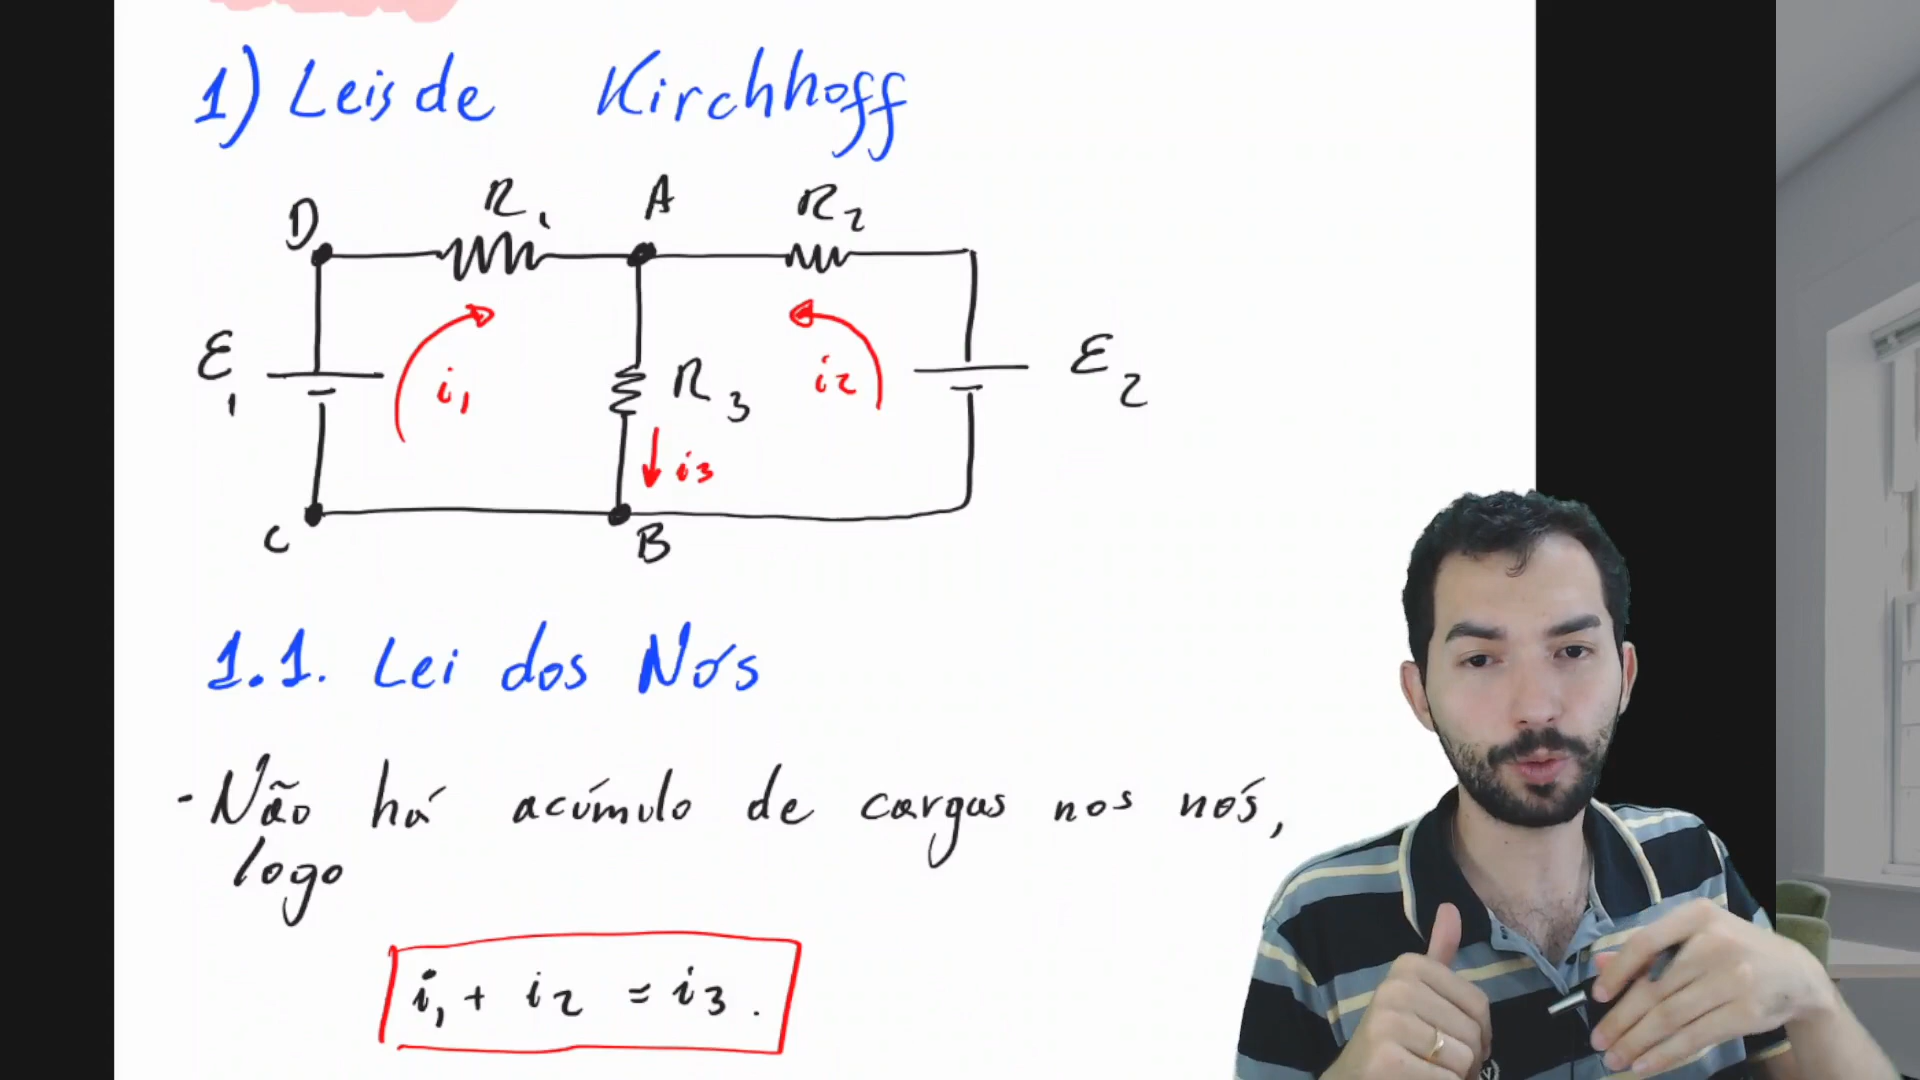 1) Leis de Kirchhoff
D R1 A R2
E1 i1 R3 i2 E2
i3
C B
1.1. Lei dos Nós
- Não há acúmulo de cargas nos nós,
logo
i1 + i2 = i3.